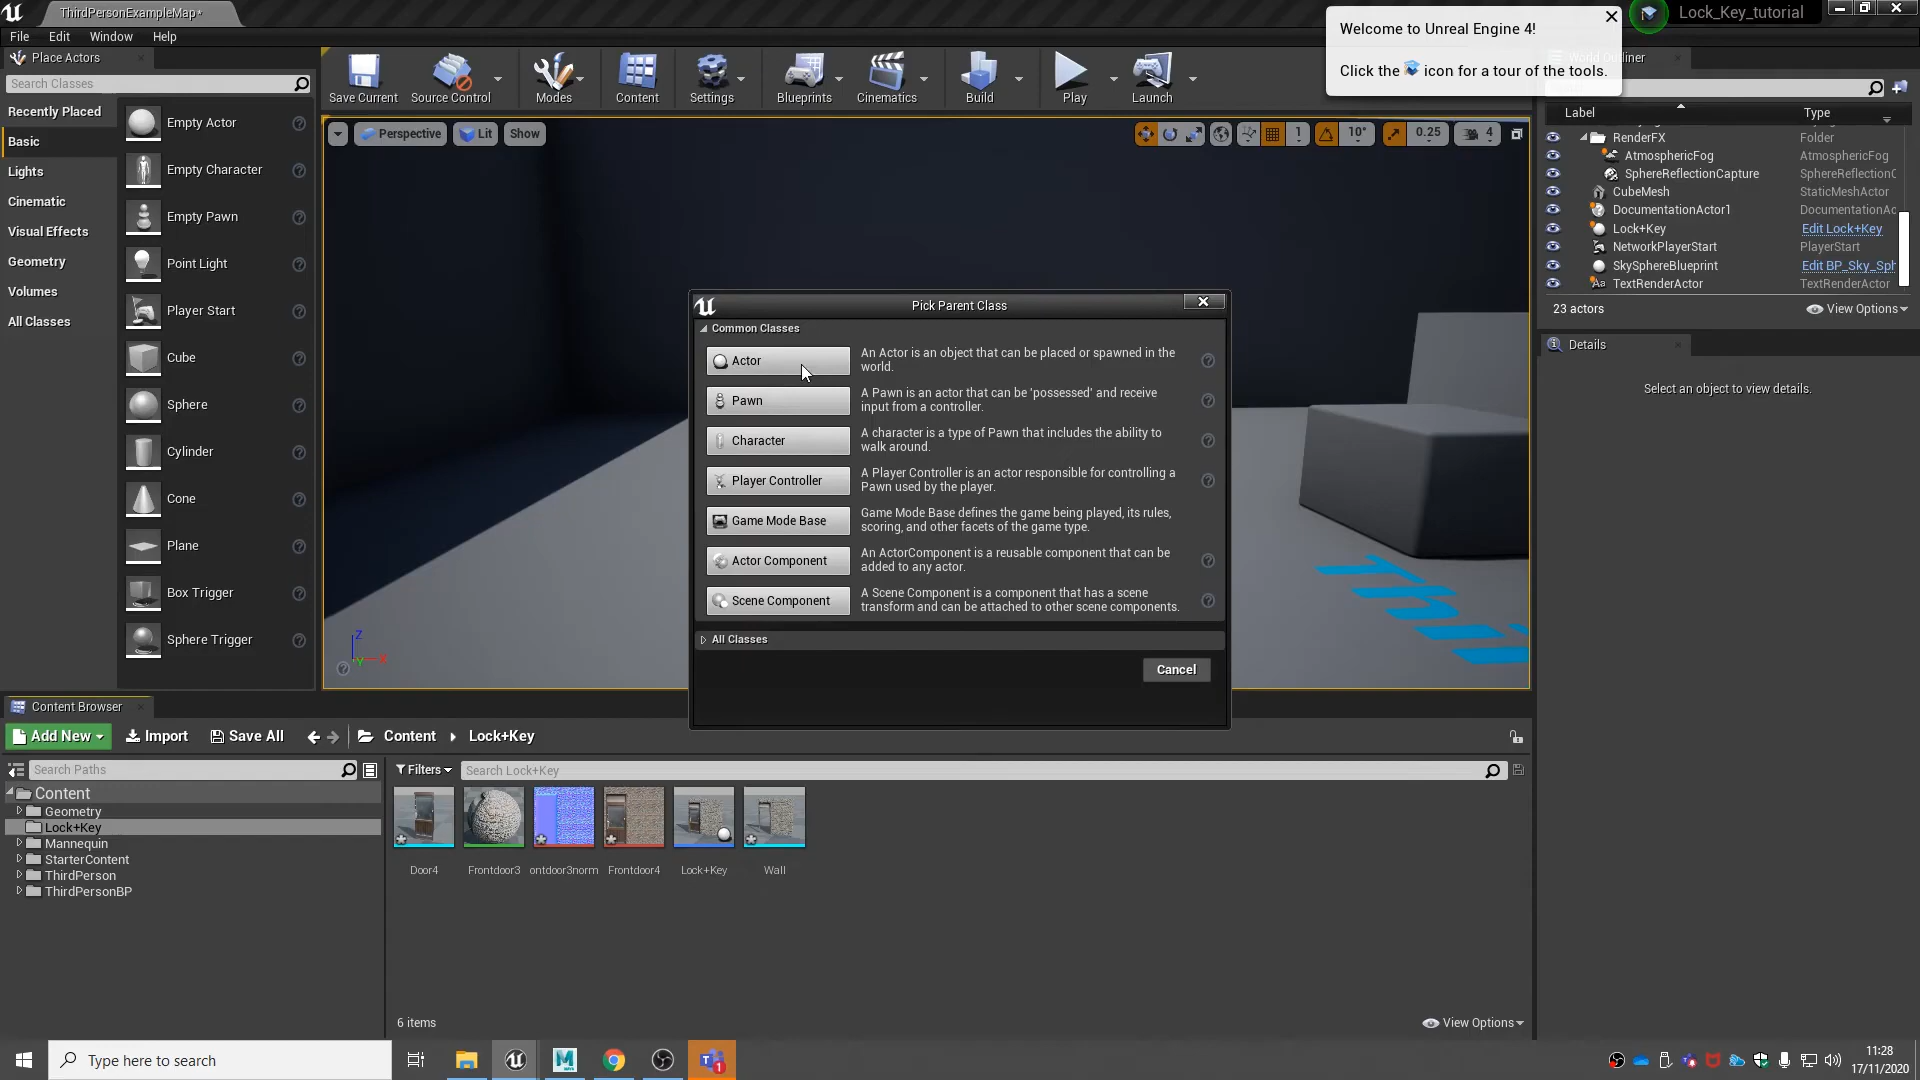 ThirdPersonExampleMap*
Lock_Key_tutorial
File Edit Window Help
Welcome to Unreal Engine 4!
Click the icon for a tour of the tools.
Place Actors
Search Classes
Recently Placed
Basic
Lights
Cinematic
Visual Effects
Geometry
Volumes
All Classes
Empty Actor
Empty Character
Empty Pawn
Point Light
Player Start
Cube
Sphere
Cylinder
Cone
Plane
Box Trigger
Sphere Trigger
Save Current
Source Control
Modes
Content
Settings
Blueprints
Cinematics
Build
Play
Launch
Perspective
Lit
Show
1
10°
0.25
4
Z
X
Y
Pick Parent Class
Common Classes
Actor
An Actor is an object that can be placed or spawned in the
world.
Pawn
A Pawn is an actor that can be 'possessed' and receive
input from a controller.
Character
A character is a type of Pawn that includes the ability to
walk around.
Player Controller
A Player Controller is an actor responsible for controlling a
Pawn used by the player.
Game Mode Base
Game Mode Base defines the game being played, its rules,
scoring, and other facets of the game type.
Actor Component
An ActorComponent is a reusable component that can be
added to any actor.
Scene Component
A Scene Component is a component that has a scene
transform and can be attached to other scene components.
All Classes
Cancel
World Outliner
Label Type
RenderFX Folder
AtmosphericFog AtmosphericFog
SphereReflectionCapture SphereReflectionC
CubeMesh StaticMeshActor
DocumentationActor1 DocumentationAc
Lock+Key Edit Lock+Key
NetworkPlayerStart PlayerStart
SkySphereBlueprint Edit BP_Sky_Sph
TextRenderActor TextRenderActor
23 actors
View Options
Details
Select an object to view details.
Content Browser
Add New
Import
Save All
Content
Lock+Key
Search Paths
Filters
Search Lock+Key
Content
Geometry
Lock+Key
Mannequin
StarterContent
ThirdPerson
ThirdPersonBP
Door4
Frontdoor3
ontdoor3norm
Frontdoor4
Lock+Key
Wall
6 items
View Options
Type here to search
1
11:28
17/11/2020